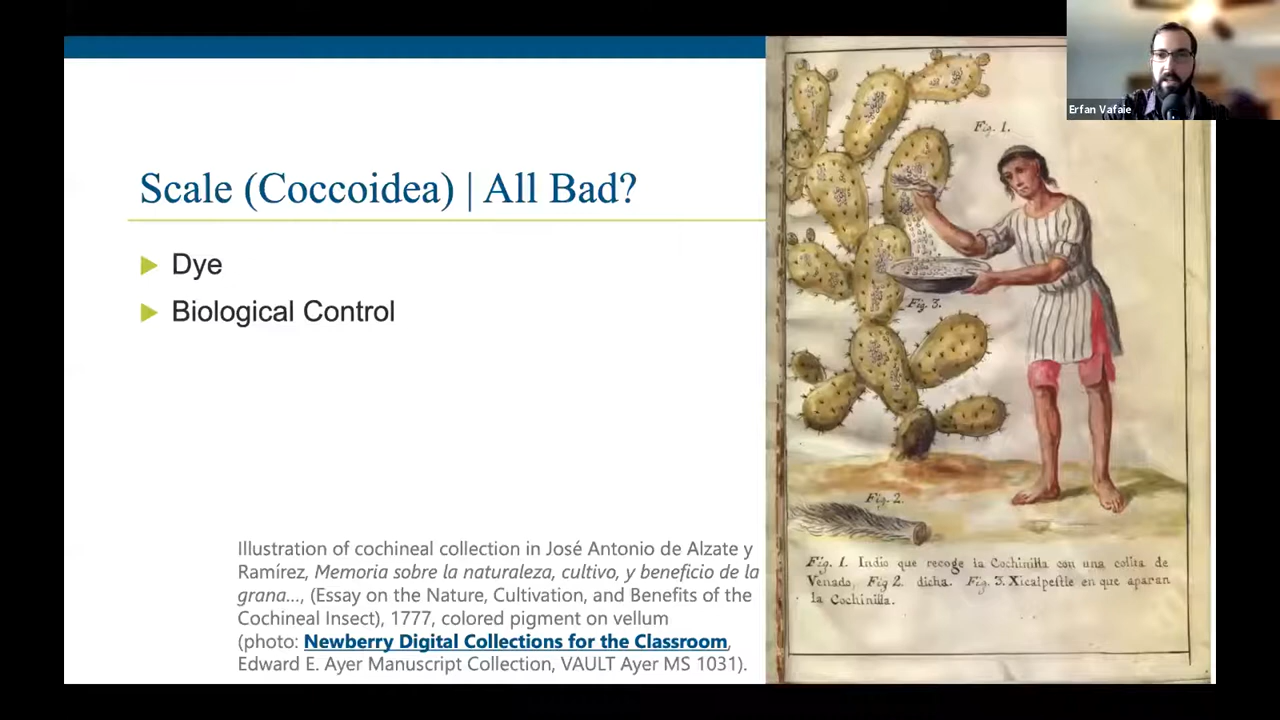 Erfan Vafaie
Scale (Coccoidea) | All Bad?
Dye
Biological Control
Illustration of cochineal collection in José Antonio de Alzate y
Ramírez, Memoria sobre la naturaleza, cultivo, y beneficio de la
grana..., (Essay on the Nature, Cultivation, and Benefits of the
Cochineal Insect), 1777, colored pigment on vellum
(photo: Newberry Digital Collections for the Classroom,
Edward E. Ayer Manuscript Collection, VAULT Ayer MS 1031).
Fig. 1.
Fig. 3.
Fig. 2.
Fig. 1. Indio que recoge la Cochinilla con una colita de
Venado, Fig 2. dicha. Fig. 3. Xicalpestle en que aparan
la Cochinilla.